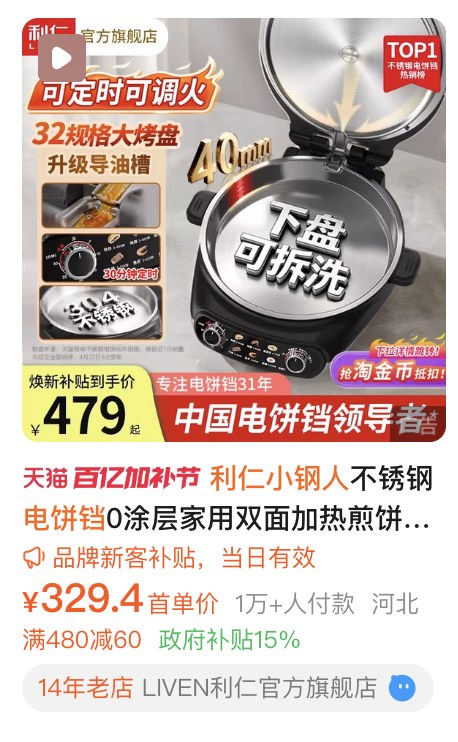 利仁
官方旗舰店
TOP1
不锈钢电饼铛
热销榜
可定时可调火
32规格大烤盘
升级导油槽
40mm
下盘
可拆洗
30分钟定时
304
不锈钢
下拉详情跳转!
抢淘金币抵扣!
焕新补贴到手价
¥479起
专注电饼铛31年
中国电饼铛领导者
广告
天猫 百亿加补节 利仁小钢人不锈钢
电饼铛0涂层家用双面加热煎饼...
品牌新客补贴，当日有效
¥329.4首单价 1万+人付款 河北
满480减60 政府补贴15%
14年老店 LIVEN利仁官方旗舰店